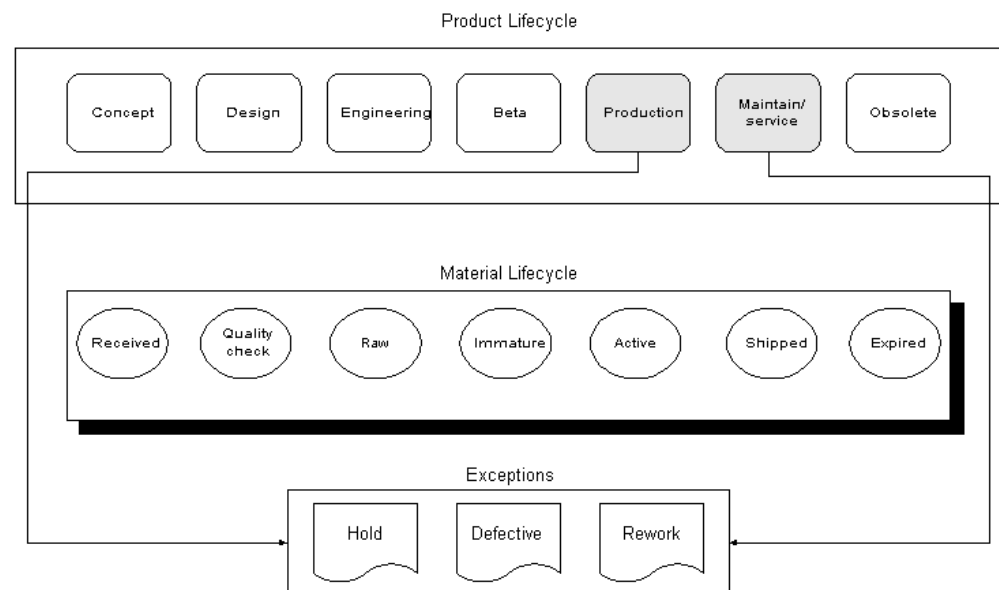 Product Lifecycle
Concept
Design
Engineering
Beta
Production
Maintain/
service
Obsolete
Material Lifecycle
Received
Quality
check
Raw
Immature
Active
Shipped
Expired
Exceptions
Hold
Defective
Rework